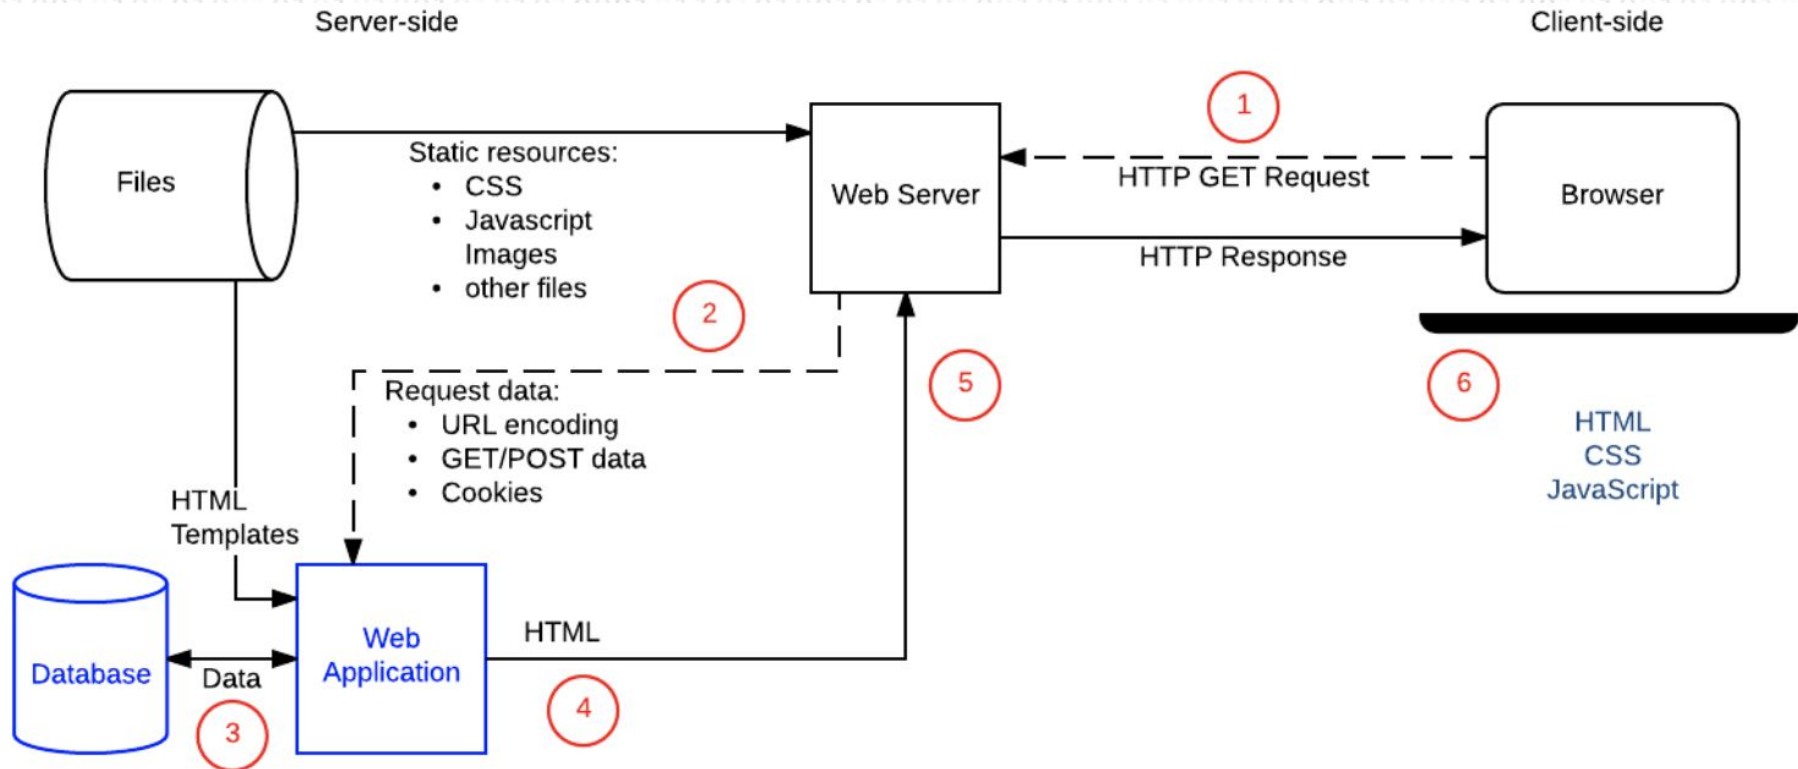 Server-side
Client-side
Files
Static resources:
• CSS
• Javascript
Images
• other files
Web Server
1
HTTP GET Request
HTTP Response
Browser
2
Request data:
• URL encoding
• GET/POST data
• Cookies
5
6
HTML
CSS
JavaScript
HTML
Templates
Database
Data
3
Web
Application
HTML
4